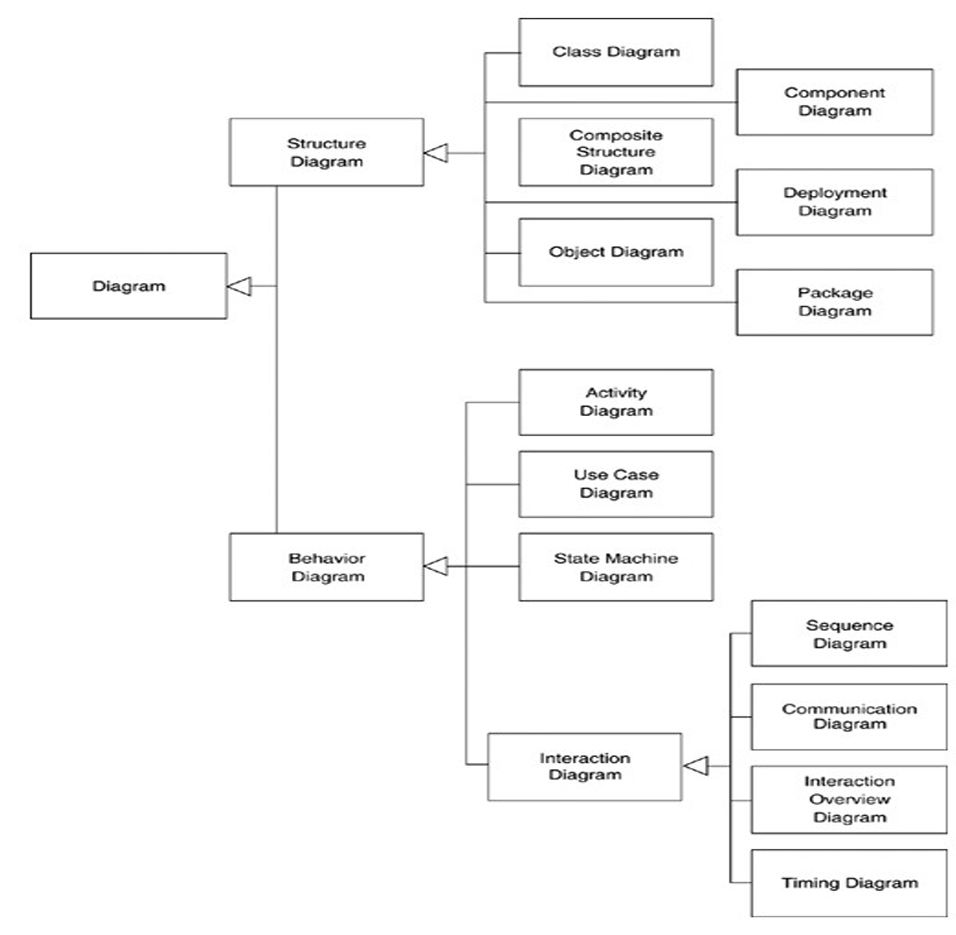 Class Diagram
Component
Diagram
Structure
Diagram
Composite
Structure
Diagram
Deployment
Diagram
Object Diagram
Diagram
Package
Diagram
Activity
Diagram
Use Case
Diagram
Behavior
Diagram
State Machine
Diagram
Sequence
Diagram
Communication
Diagram
Interaction
Diagram
Interaction
Overview
Diagram
Timing Diagram